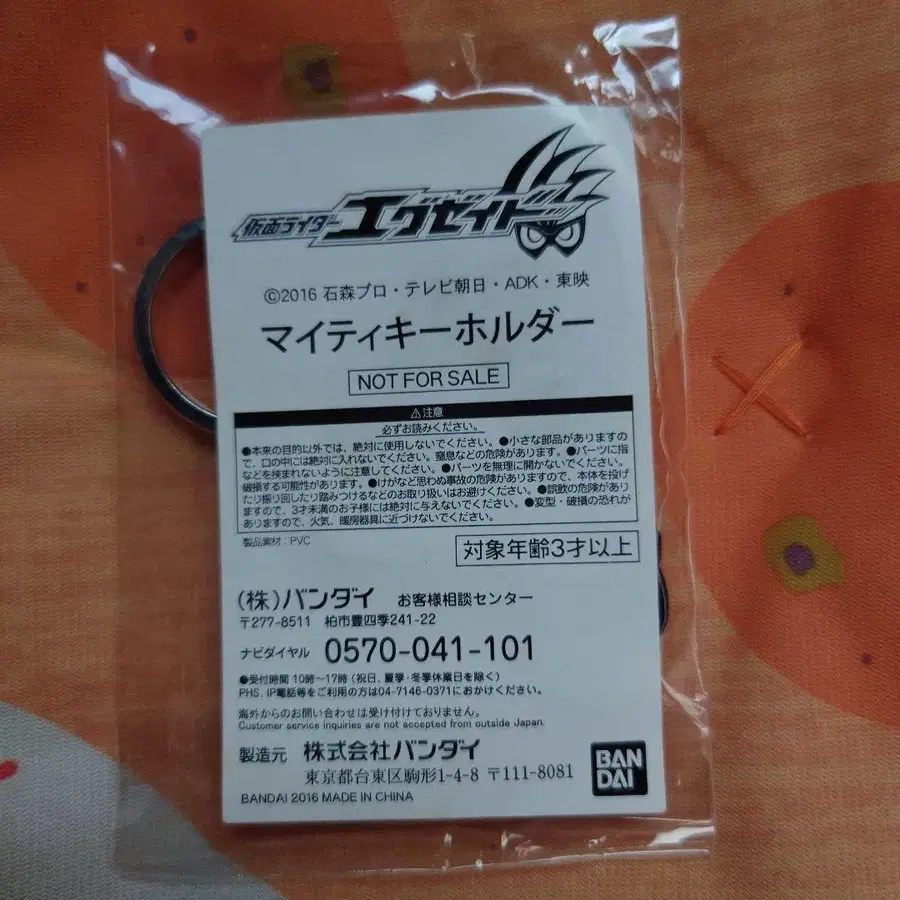 仮面ライダーエグゼイド
©2016 石森プロ・テレビ朝日・ADK・東映
マイティキーホルダー
NOT FOR SALE
⚠注意
必ずお読みください。
●本来の目的以外では、絶対に使用しないでください。●小さな部品がありますの
で、口の中には絶対に入れないでください。窒息などの危険があります。●パーツに指
などを挟まれないように注意してください。●パーツを無理に開かないでください。
破損する可能性があります。●けがなど思わぬ事故の危険がありますので、本体を投げ
たり振り回したり踏みつけるなどのお取り扱いはお避けください。●誤飲の危険があり
ますので、3才未満のお子様には絶対に与えないでください。●変形・破損の恐れが
ありますので、火気、暖房器具に近づけないでください。
製品素材:PVC
対象年齢3才以上
(株)バンダイ お客様相談センター
〒277-8511 柏市豊四季241-22
ナビダイヤル 0570-041-101
●受付時間 10時〜17時 (祝日、夏季・冬季休業日を除く)
PHS、IP電話等をご利用の方は04-7146-0371におかけください。
海外からのお問い合わせは受け付けておりません。
Customer service inquiries are not accepted from outside Japan.
製造元 株式会社バンダイ
東京都台東区駒形1-4-8 〒111-8081
BANDAI 2016 MADE IN CHINA
BAN
DAI